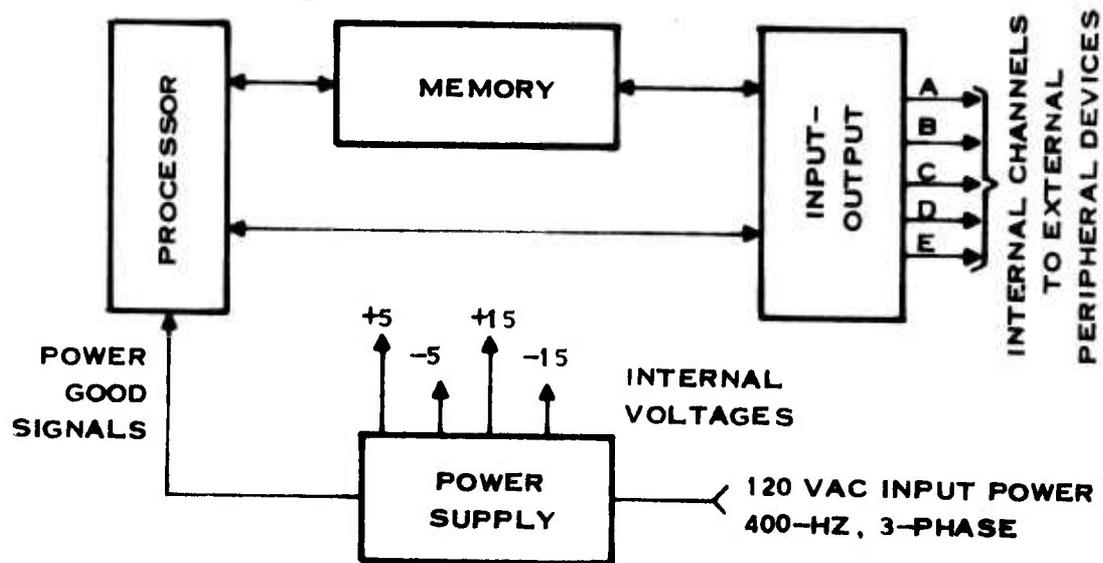 PROCESSOR
MEMORY
INPUT-
OUTPUT
A
B
C
D
E
INTERNAL CHANNELS
TO EXTERNAL
PERIPHERAL DEVICES
POWER
GOOD
SIGNALS
+5
-5
+15
-15
INTERNAL
VOLTAGES
POWER
SUPPLY
120 VAC INPUT POWER
400-HZ, 3-PHASE